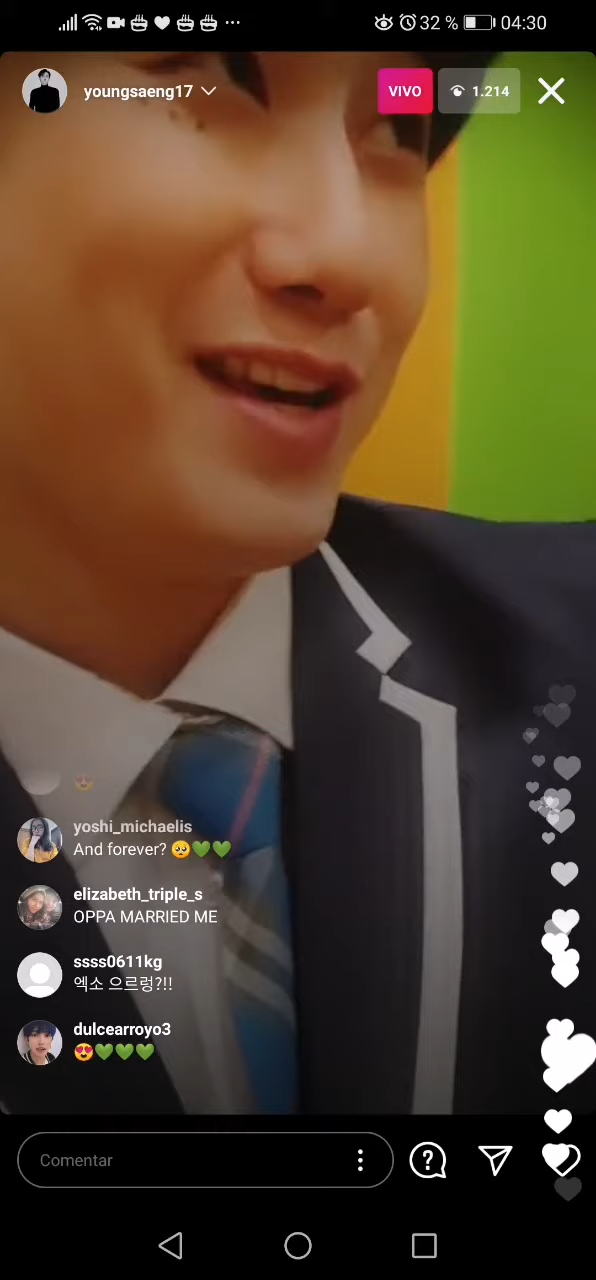 32 % 04:30
youngsaeng17 VIVO 1.214
😍
yoshi_michaelis
And forever? 🥺💚💚
elizabeth_triple_s
OPPA MARRIED ME
ssss0611kg
엑소 으르렁?!!
dulcearroyo3
😍💚💚💚
Comentar